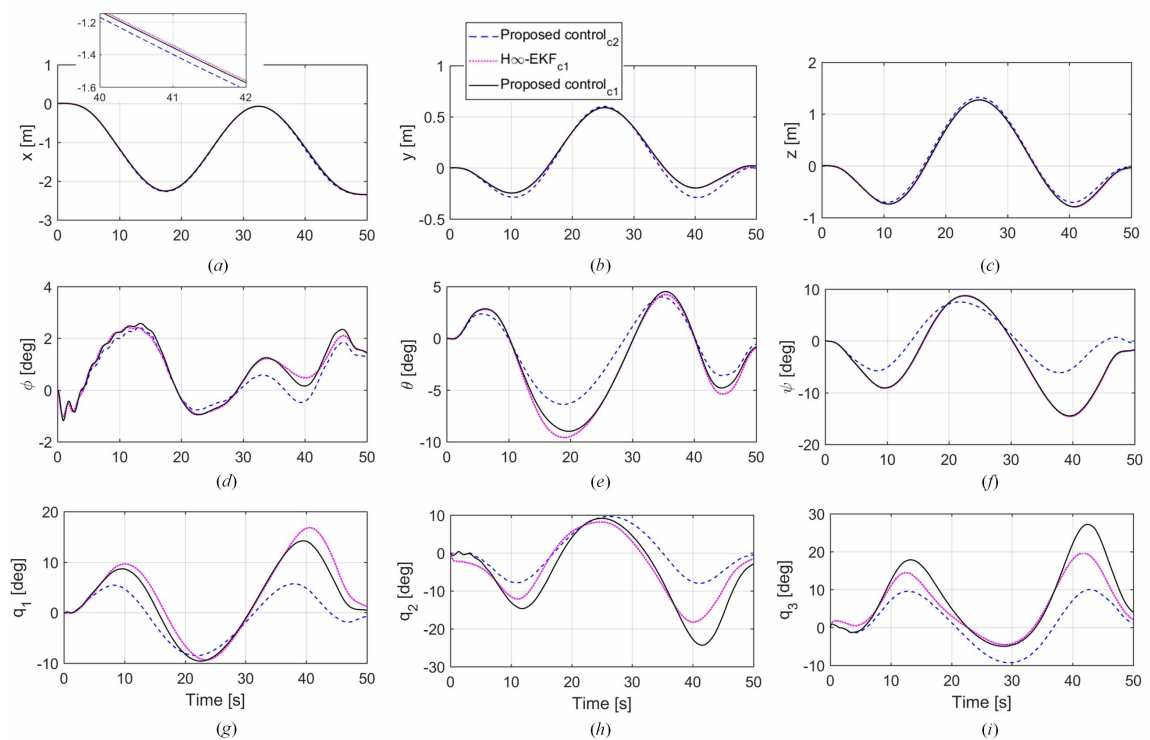 -1.2
-1.4
-1.6
40
41
42
Proposed control_c2
H∞-EKF_c1
Proposed control_c1
1
0
-1
-2
-3
x [m]
0 10 20 30 40 50
(a)
1
0.5
0
-0.5
y [m]
0 10 20 30 40 50
(b)
2
1
0
-1
z [m]
0 10 20 30 40 50
(c)
4
2
0
-2
ϕ [deg]
0 10 20 30 40 50
(d)
5
0
-5
-10
θ [deg]
0 10 20 30 40 50
(e)
10
0
-10
-20
ψ [deg]
0 10 20 30 40 50
(f)
20
10
0
-10
q1 [deg]
0 10 20 30 40 50
Time [s]
(g)
10
0
-10
-20
-30
q2 [deg]
0 10 20 30 40 50
Time [s]
(h)
30
20
10
0
-10
q3 [deg]
0 10 20 30 40 50
Time [s]
(i)